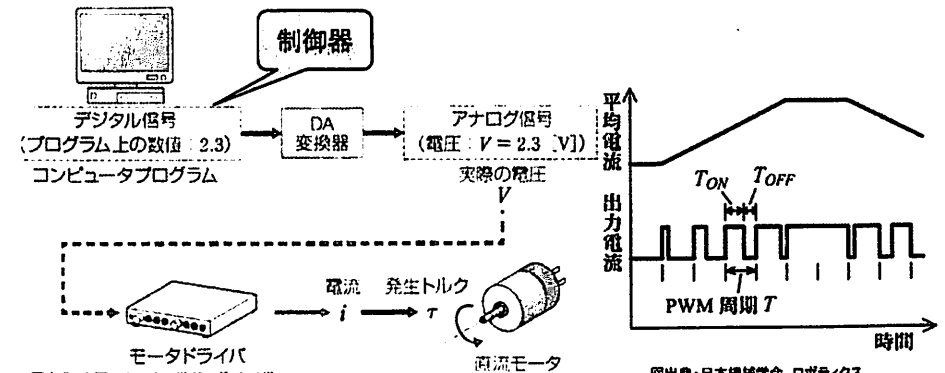 制御器
デジタル信号
(プログラム上の数値：2.3)
コンピュータプログラム
DA
変換器
アナログ信号
(電圧：V = 2.3 [V])
実際の電圧
V
モータドライバ
電流
i
発生トルク
τ
直流モータ
平均電流
出力電流
TON
TOFF
PWM 周期 T
時間
図出典：日本機械学会 ロボティクス